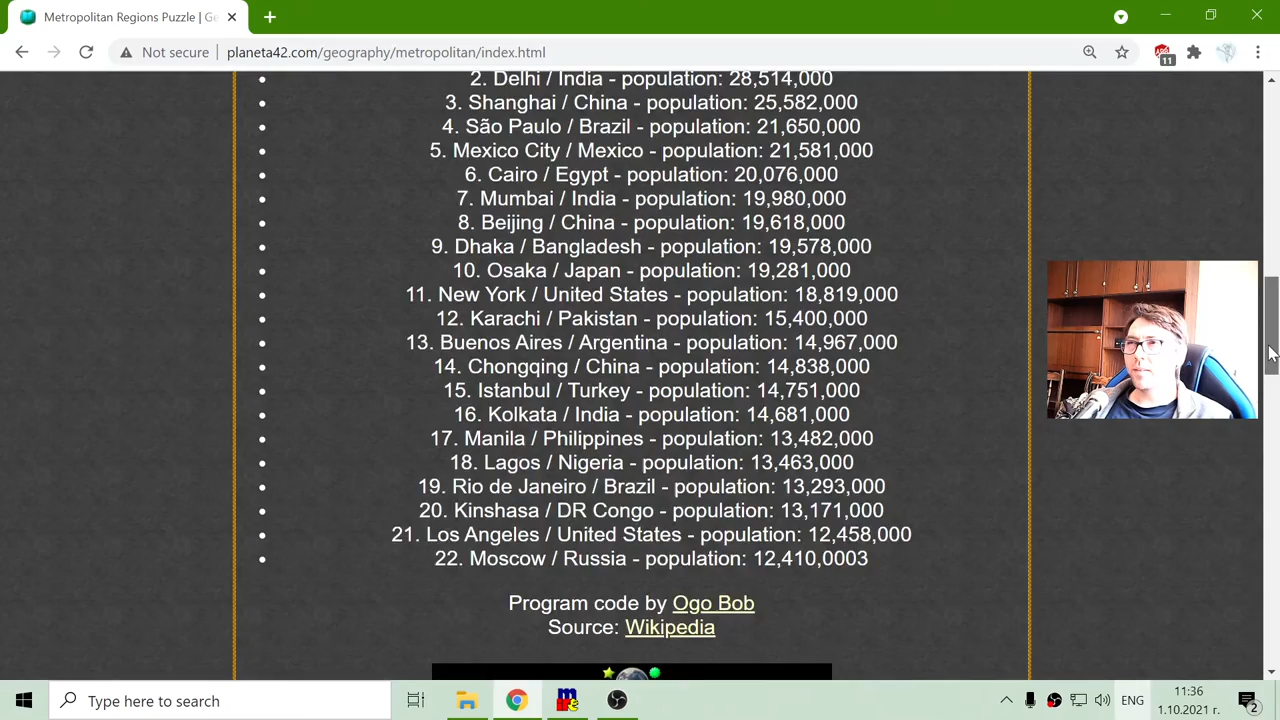 Metropolitan Regions Puzzle | Ge
Not secure
planeta42.com/geography/metropolitan/index.html
11
2. Delhi / India - population: 28,514,000
3. Shanghai / China - population: 25,582,000
4. São Paulo / Brazil - population: 21,650,000
5. Mexico City / Mexico - population: 21,581,000
6. Cairo / Egypt - population: 20,076,000
7. Mumbai / India - population: 19,980,000
8. Beijing / China - population: 19,618,000
9. Dhaka / Bangladesh - population: 19,578,000
10. Osaka / Japan - population: 19,281,000
11. New York / United States - population: 18,819,000
12. Karachi / Pakistan - population: 15,400,000
13. Buenos Aires / Argentina - population: 14,967,000
14. Chongqing / China - population: 14,838,000
15. Istanbul / Turkey - population: 14,751,000
16. Kolkata / India - population: 14,681,000
17. Manila / Philippines - population: 13,482,000
18. Lagos / Nigeria - population: 13,463,000
19. Rio de Janeiro / Brazil - population: 13,293,000
20. Kinshasa / DR Congo - population: 13,171,000
21. Los Angeles / United States - population: 12,458,000
22. Moscow / Russia - population: 12,410,0003
Program code by Ogo Bob
Source: Wikipedia
Type here to search
ЕНГ
11:36
1.10.2021 г.
2